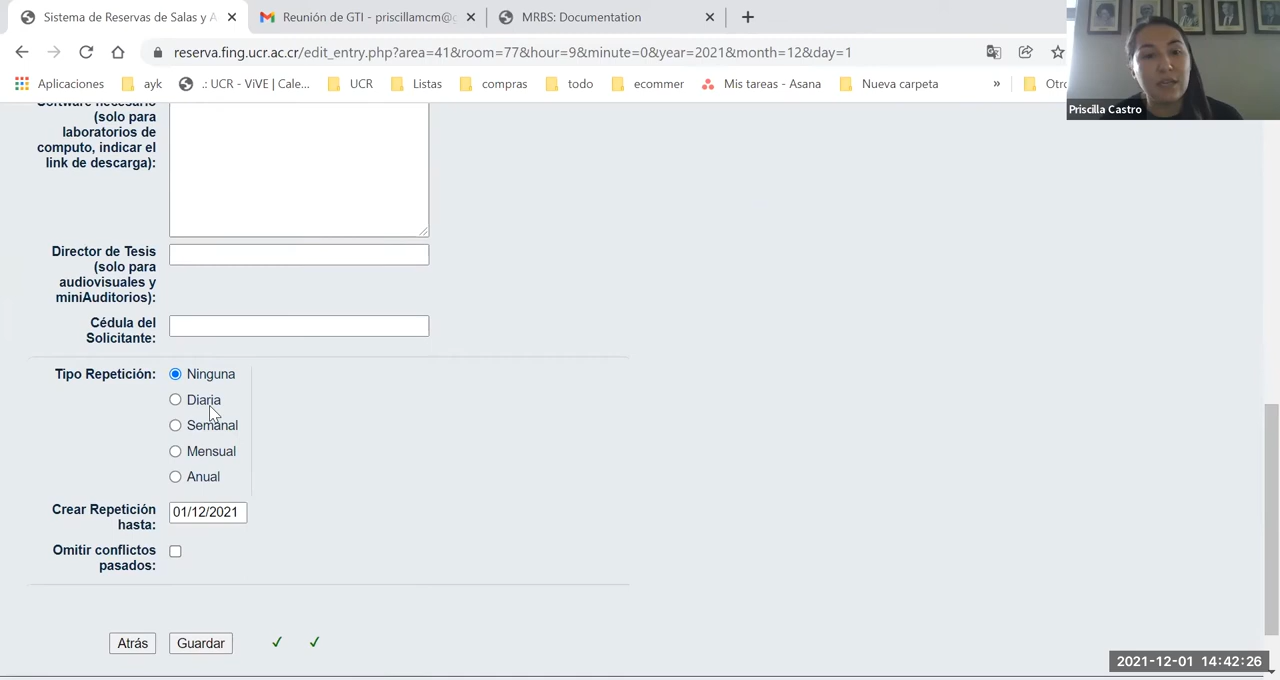 Sistema de Reservas de Salas y A
Reunión de GTI - priscillamcm@g
MRBS: Documentation
reserva.fing.ucr.ac.cr/edit_entry.php?area=41&room=77&hour=9&minute=0&year=2021&month=12&day=1
Aplicaciones
ayk
.: UCR - ViVE | Cale...
UCR
Listas
compras
todo
ecommer
Mis tareas - Asana
Nueva carpeta
»
Otro
Priscilla Castro
Software necesario
(solo para
laboratorios de
computo, indicar el
link de descarga):
Director de Tesis
(solo para
audiovisuales y
miniAuditorios):
Cédula del
Solicitante:
Tipo Repetición:
Ninguna
Diaria
Semanal
Mensual
Anual
Crear Repetición
hasta:
01/12/2021
Omitir conflictos
pasados:
Atrás
Guardar
2021-12-01 14:42:26